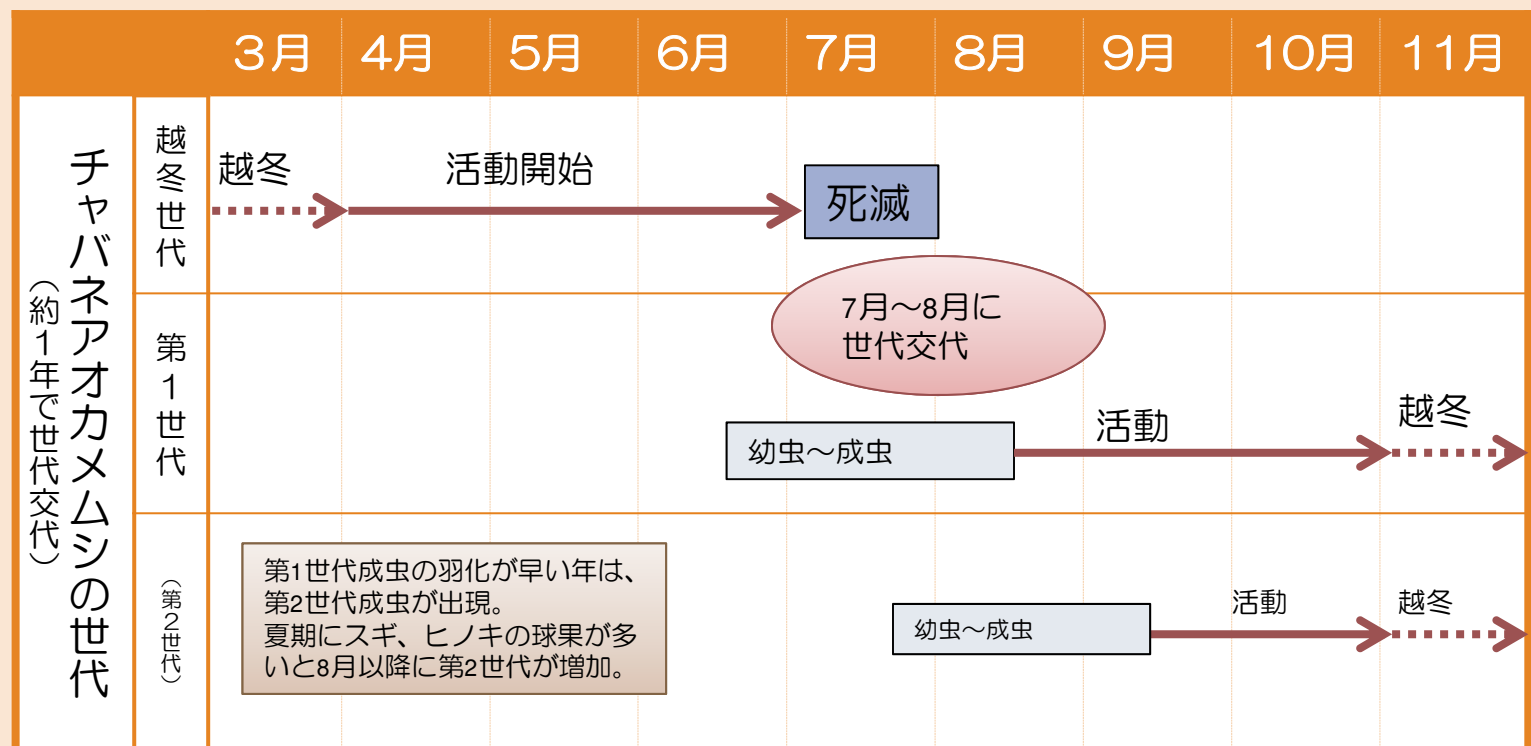 3月 4月 5月 6月 7月 8月 9月 10月 11月
チャバネアオカメムシの世代
（約１年で世代交代）
越冬世代
越冬
活動開始
死滅
7月～8月に
世代交代
第１世代
幼虫～成虫
活動
越冬
（第２世代）
第1世代成虫の羽化が早い年は、
第2世代成虫が出現。
夏期にスギ、ヒノキの球果が多
いと8月以降に第2世代が増加。
幼虫～成虫
活動
越冬